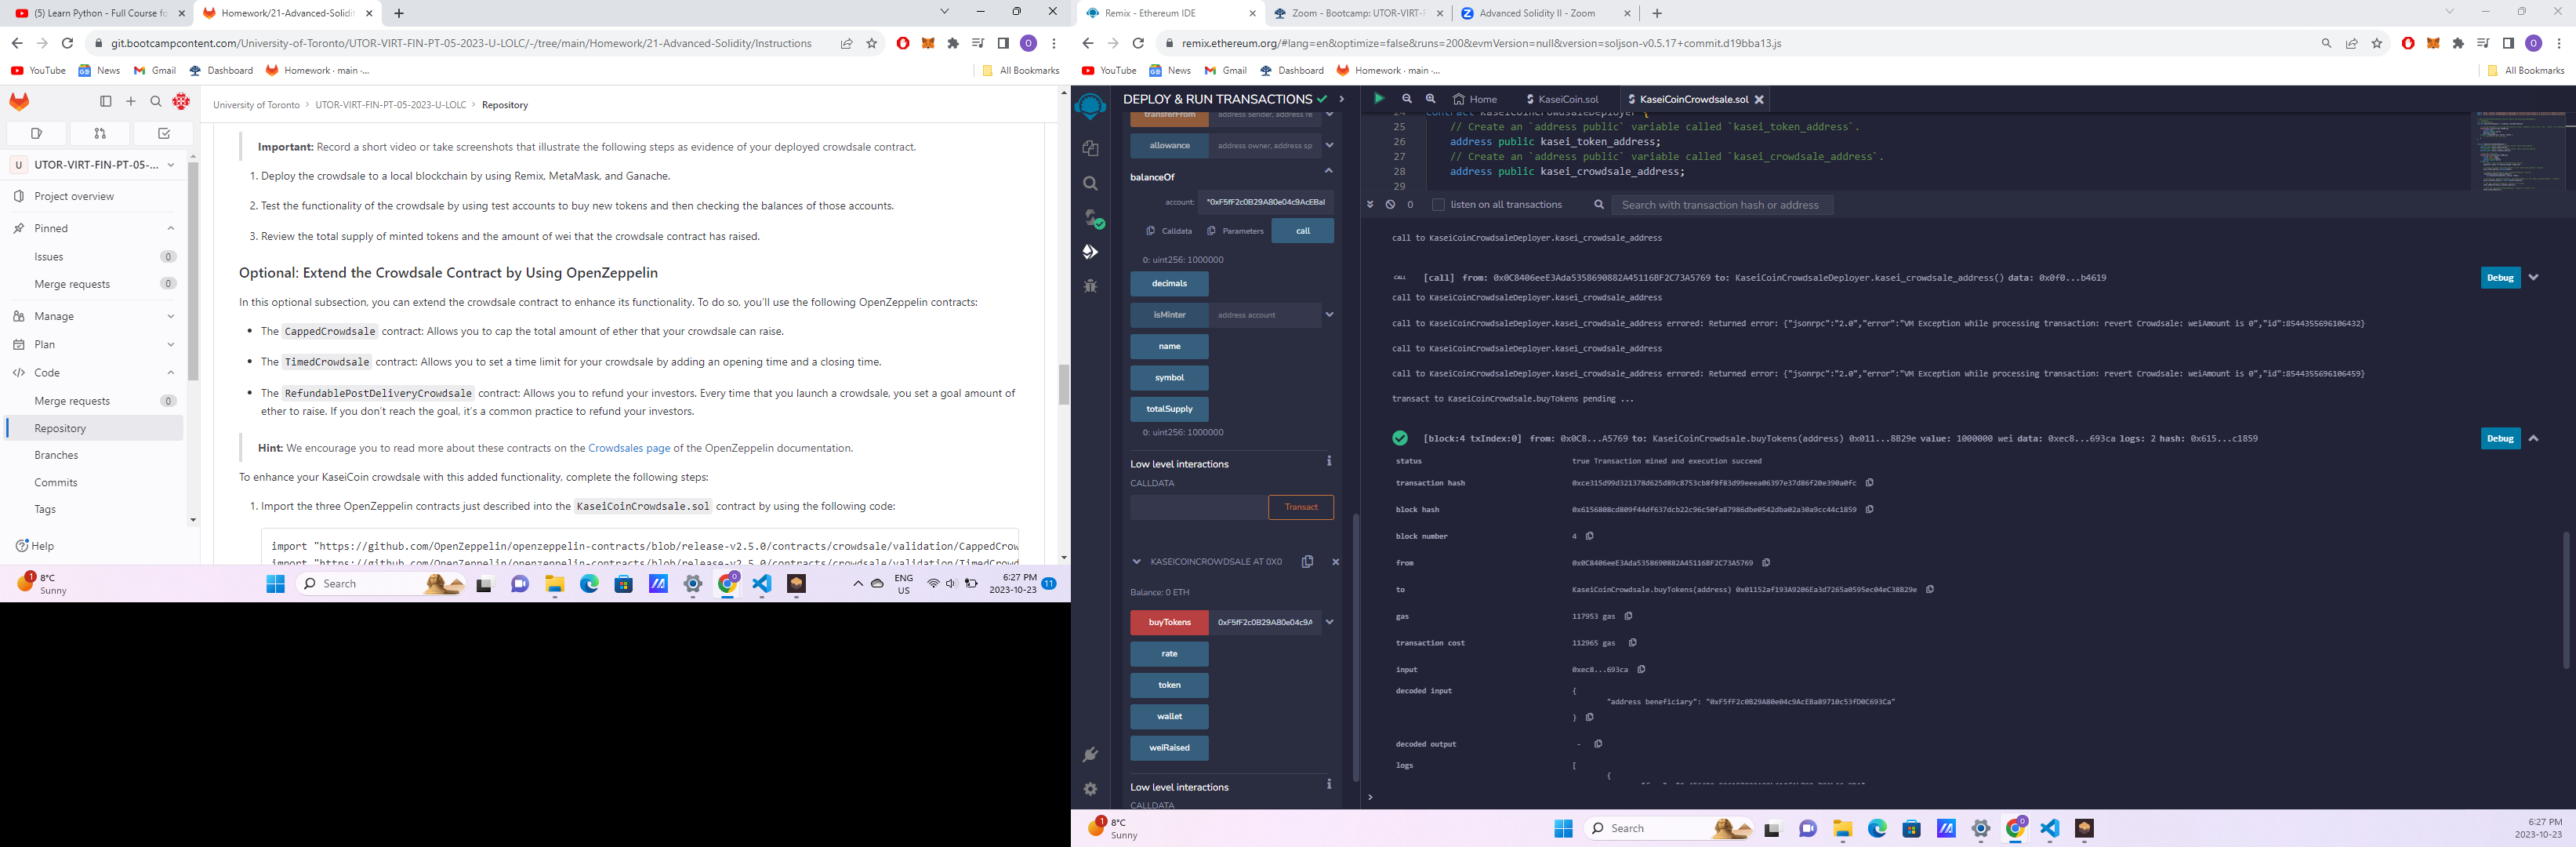 (5) Learn Python - Full Course fo
Homework/21-Advanced-Solidit
git.bootcampcontent.com/University-of-Toronto/UTOR-VIRT-FIN-PT-05-2023-U-LOLC/-/tree/main/Homework/21-Advanced-Solidity/Instructions
YouTube News Gmail Dashboard Homework · main ·... All Bookmarks
University of Toronto › UTOR-VIRT-FIN-PT-05-2023-U-LOLC › Repository
U UTOR-VIRT-FIN-PT-05-...
Project overview
Pinned
Issues 0
Merge requests 0
Manage
Plan
Code
Merge requests 0
Repository
Branches
Commits
Tags
Help
Important: Record a short video or take screenshots that illustrate the following steps as evidence of your deployed crowdsale contract.
1. Deploy the crowdsale to a local blockchain by using Remix, MetaMask, and Ganache.
2. Test the functionality of the crowdsale by using test accounts to buy new tokens and then checking the balances of those accounts.
3. Review the total supply of minted tokens and the amount of wei that the crowdsale contract has raised.
Optional: Extend the Crowdsale Contract by Using OpenZeppelin
In this optional subsection, you can extend the crowdsale contract to enhance its functionality. To do so, you'll use the following OpenZeppelin contracts:
• The CappedCrowdsale contract: Allows you to cap the total amount of ether that your crowdsale can raise.
• The TimedCrowdsale contract: Allows you to set a time limit for your crowdsale by adding an opening time and a closing time.
• The RefundablePostDeliveryCrowdsale contract: Allows you to refund your investors. Every time that you launch a crowdsale, you set a goal amount of
ether to raise. If you don't reach the goal, it's a common practice to refund your investors.
Hint: We encourage you to read more about these contracts on the Crowdsales page of the OpenZeppelin documentation.
To enhance your KaseiCoin crowdsale with this added functionality, complete the following steps:
1. Import the three OpenZeppelin contracts just described into the KaseiCoinCrowdsale.sol contract by using the following code:
import "https://github.com/OpenZeppelin/openzeppelin-contracts/blob/release-v2.5.0/contracts/crowdsale/validation/CappedCrow
import "https://github.com/OpenZeppelin/openzeppelin-contracts/blob/release-v2.5.0/contracts/crowdsale/validation/TimedCrowd
1 8°C
Sunny
Search
ENG
US
6:27 PM
2023-10-23
11
Remix - Ethereum IDE
Zoom - Bootcamp: UTOR-VIRT-F
Advanced Solidity II - Zoom
remix.ethereum.org/#lang=en&optimize=false&runs=200&evmVersion=null&version=soljson-v0.5.17+commit.d19bba13.js
YouTube News Gmail Dashboard Homework · main ·... All Bookmarks
DEPLOY & RUN TRANSACTIONS
transferFrom address sender, address re
allowance address owner, address sp
balanceOf
account: "0xF5fF2c0B29A80e04c9AcEBal
Calldata Parameters call
0: uint256: 1000000
decimals
isMinter address account
name
symbol
totalSupply
0: uint256: 1000000
Low level interactions
CALLDATA
Transact
KASEICOINCROWDSALE AT 0X0
Balance: 0 ETH
buyTokens 0xF5fF2c0B29A80e04c9A
rate
token
wallet
weiRaised
Low level interactions
CALLDATA
Home KaseiCoin.sol KaseiCoinCrowdsale.sol
24 contract KaseiCoinCrowdsaleDeployer {
25 // Create an `address public` variable called `kasei_token_address`.
26 address public kasei_token_address;
27 // Create an `address public` variable called `kasei_crowdsale_address`.
28 address public kasei_crowdsale_address;
29
0 listen on all transactions Search with transaction hash or address
call to KaseiCoinCrowdsaleDeployer.kasei_crowdsale_address
CALL [call] from: 0x0C8406eeE3Ada5358690882A45116BF2C73A5769 to: KaseiCoinCrowdsaleDeployer.kasei_crowdsale_address() data: 0x0f0...b4619 Debug
call to KaseiCoinCrowdsaleDeployer.kasei_crowdsale_address
call to KaseiCoinCrowdsaleDeployer.kasei_crowdsale_address errored: Returned error: {"jsonrpc":"2.0","error":"VM Exception while processing transaction: revert Crowdsale: weiAmount is 0","id":8544355696106432}
call to KaseiCoinCrowdsaleDeployer.kasei_crowdsale_address
call to KaseiCoinCrowdsaleDeployer.kasei_crowdsale_address errored: Returned error: {"jsonrpc":"2.0","error":"VM Exception while processing transaction: revert Crowdsale: weiAmount is 0","id":8544355696106459}
transact to KaseiCoinCrowdsale.buyTokens pending ...
[block:4 txIndex:0] from: 0x0C8...A5769 to: KaseiCoinCrowdsale.buyTokens(address) 0x011...8829e value: 1000000 wei data: 0xec8...693ca logs: 2 hash: 0x615...c1859 Debug
status true Transaction mined and execution succeed
transaction hash 0xce315d99d321378d625d89c8753cb8f8f83d99eeea06397e37d86f20e390a0fc
block hash 0x6156808cd809f44df637dcb22c96c50fa87986dbe0542dba02a30a9cc44c1859
block number 4
from 0x0C8406eeE3Ada5358690882A45116BF2C73A5769
to KaseiCoinCrowdsale.buyTokens(address) 0x01152af193A9206Ea3d7265a0595ec04eC38B29e
gas 117953 gas
transaction cost 112965 gas
input 0xec8...693ca
decoded input {
"address beneficiary": "0xF5fF2c0B29A80e04c9AcEBa89710c53fD0C693Ca"
}
decoded output -
logs [
{
1 8°C
Sunny
Search
6:27 PM
2023-10-23